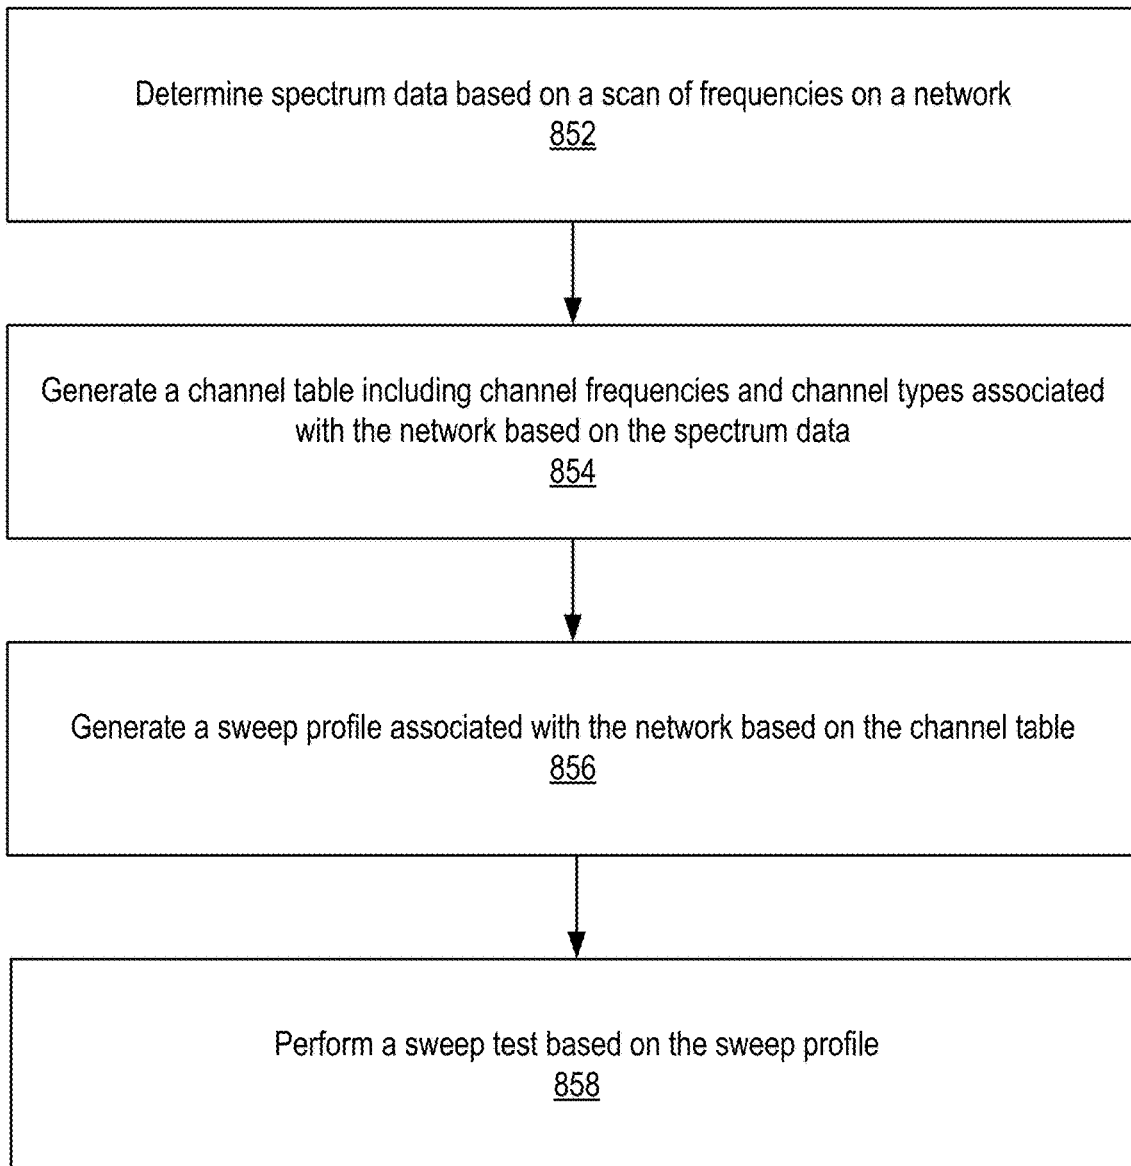 Determine spectrum data based on a scan of frequencies on a network
852
Generate a channel table including channel frequencies and channel types associated
with the network based on the spectrum data
854
Generate a sweep profile associated with the network based on the channel table
856
Perform a sweep test based on the sweep profile
858